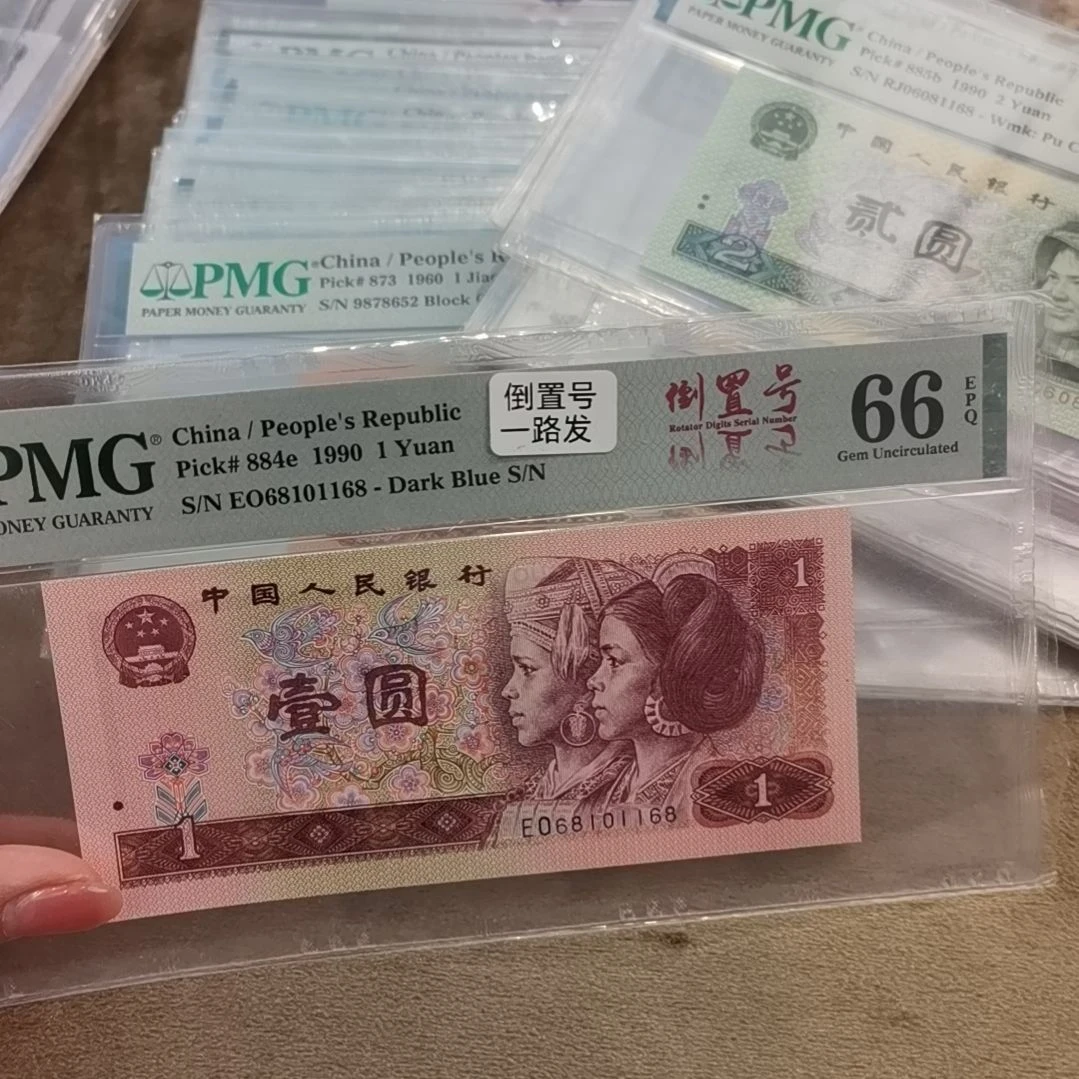 PMG
PAPER MONEY GUARANTY
China / People's Republic
Pick# 885b 1990 2 Yuan
S/N RJ06081168 - Wmk: Pu
中国人民银行
贰圆
2
PMG
PAPER MONEY GUARANTY
China / People's
Pick# 873 1960 1
S/N 9878652 Block
PMG®
MONEY GUARANTY
China / People's Republic
Pick# 884e 1990 1 Yuan
S/N EO68101168 - Dark Blue S/N
倒置号
一路发
倒置号
Rotator Digits Serial Number
66
EPQ
Gem Uncirculated
中国人民银行
1
壹圆
1
EO68101168
1